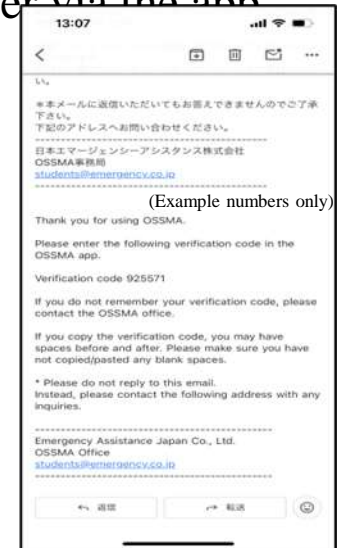 er via the app
13:07
い。
*本メールに返信いただいてもお答えできませんのでご了承
下さい。
下記のアドレスへお問い合わせください。
--------------------------------------------------
日本エマージェンシーアシスタンス株式会社
OSSMA事務局
students@emergency.co.jp
--------------------------------------------------
(Example numbers only)
Thank you for using OSSMA.
Please enter the following verification code in the
OSSMA app.
Verification code 925571
If you do not remember your verification code, please
contact the OSSMA office.
If you copy the verification code, you may have
spaces before and after. Please make sure you have
not copied/pasted any blank spaces.
* Please do not reply to this email.
Instead, please contact the following address with any
inquiries.
--------------------------------------------------
Emergency Assistance Japan Co., Ltd.
OSSMA Office
students@emergency.co.jp
--------------------------------------------------
返信 転送